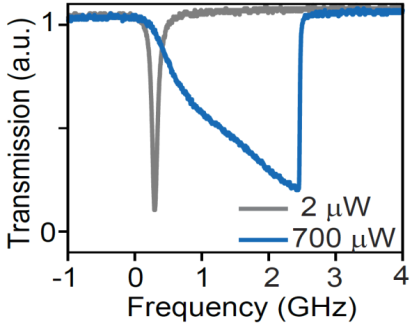 Transmission (a.u.)
1
0
2 μW
700 μW
-1 0 1 2 3 4
Frequency (GHz)